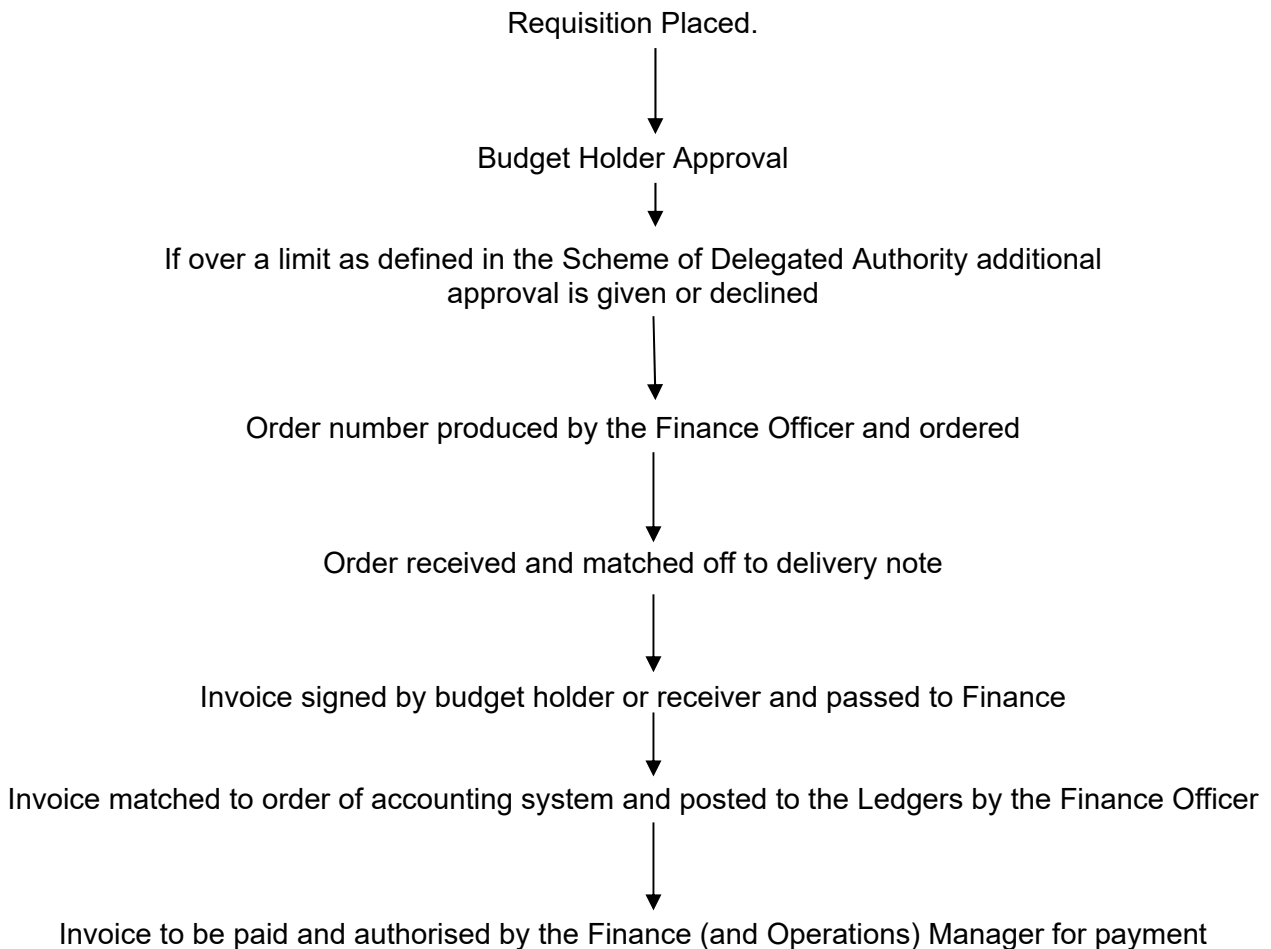 Requisition Placed.
Budget Holder Approval
If over a limit as defined in the Scheme of Delegated Authority additional
approval is given or declined
Order number produced by the Finance Officer and ordered
Order received and matched off to delivery note
Invoice signed by budget holder or receiver and passed to Finance
Invoice matched to order of accounting system and posted to the Ledgers by the Finance Officer
Invoice to be paid and authorised by the Finance (and Operations) Manager for payment